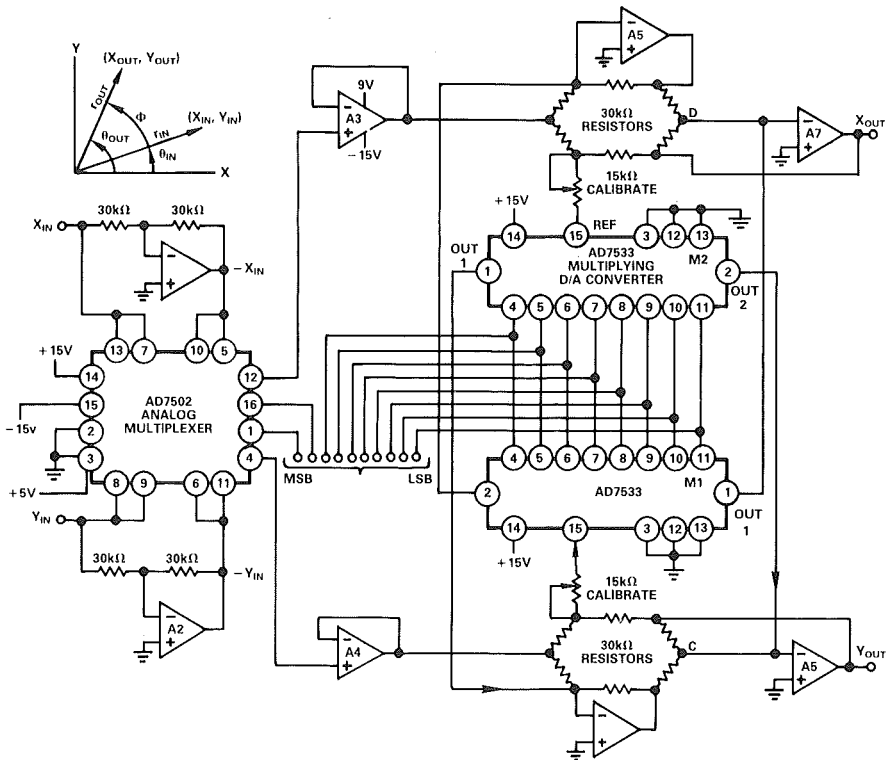 Y
(XOUT, YOUT)
rOUT
Φ
(XIN, YIN)
θOUT
rIN
θIN
X
XIN
30kΩ
30kΩ
−XIN
13
7
10
5
+15V
14
12
−15v
15
16
2
1
3
4
+5V
AD7502
ANALOG
MULTIPLEXER
8
9
6
11
YIN
30kΩ
30kΩ
−YIN
A2
MSB
LSB
A3
9V
−15V
A4
A5
30kΩ
RESISTORS
D
A7
XOUT
15kΩ
CALIBRATE
+15V
REF
14
15
3
12
13
M2
OUT
1
1
AD7533
MULTIPLYING
D/A CONVERTER
2
OUT
2
4
5
6
7
8
9
10
11
4
5
6
7
8
9
10
11
M1
2
AD7533
1
OUT
1
14
15
3
12
13
+15V
15kΩ
CALIBRATE
30kΩ
RESISTORS
C
A5
YOUT